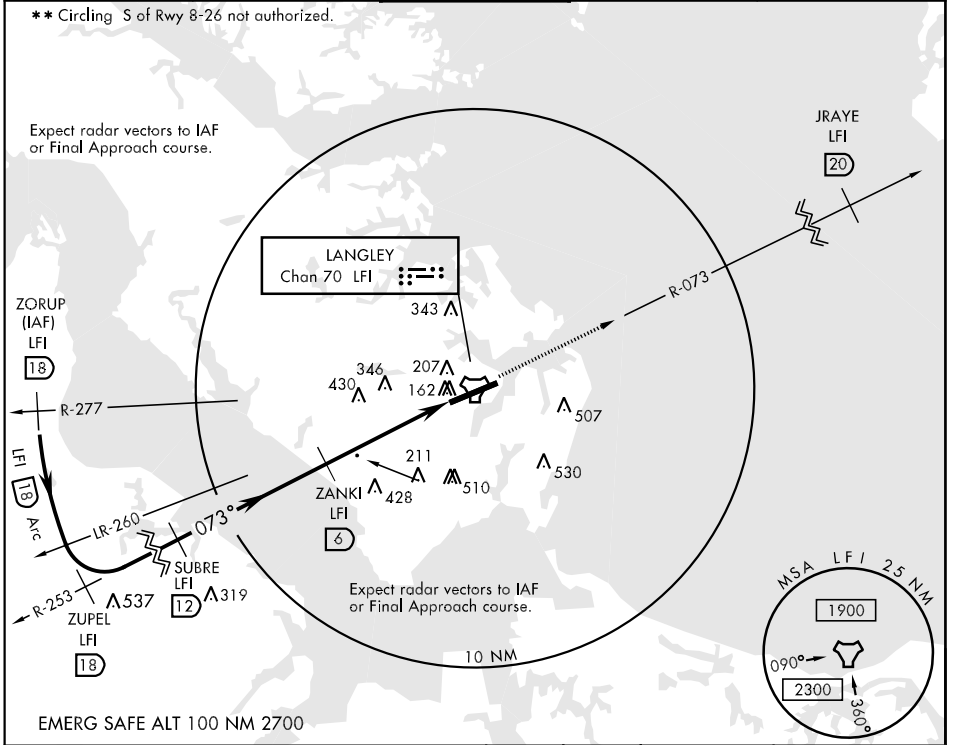 ** Circling S of Rwy 8-26 not authorized.
Expect radar vectors to IAF
or Final Approach course.
JRAYE
LFI
20
LANGLEY
Chan 70 LFI
R-073
343
ZORUP
(IAF)
LFI
18
346
207
430
162
R-277
507
211
530
LFI
18
Arc
ZANKI
LFI
6
428
510
LR-260
073°
SUBRE
LFI
12
319
R-253
537
ZUPEL
LFI
18
Expect radar vectors to IAF
or Final Approach course.
MSA LFI 25 NM
1900
090°
2300
360°
10 NM
EMERG SAFE ALT 100 NM 2700